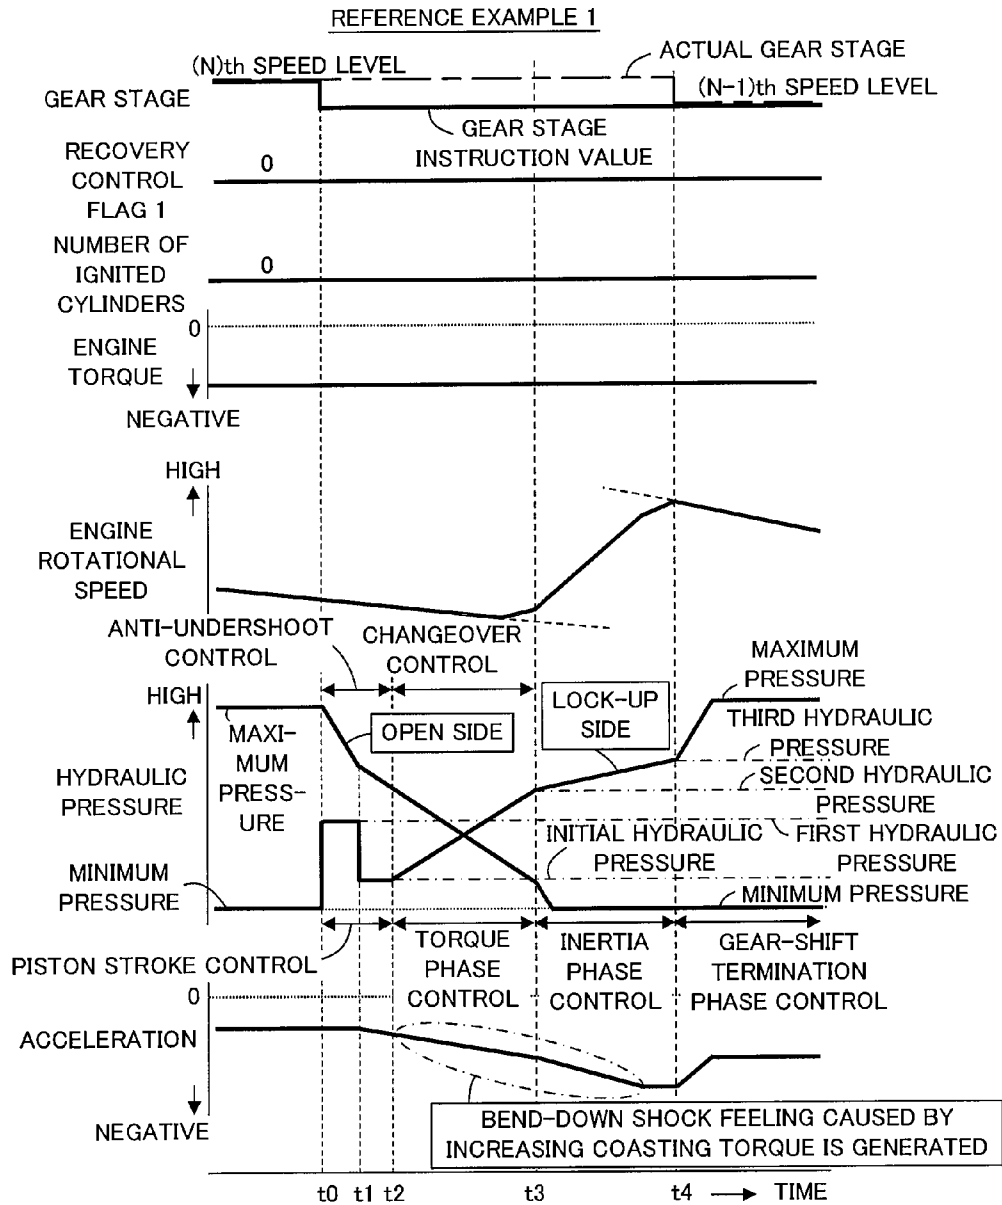 REFERENCE EXAMPLE 1
(N)th SPEED LEVEL
ACTUAL GEAR STAGE
GEAR STAGE
(N-1)th SPEED LEVEL
GEAR STAGE
INSTRUCTION VALUE
RECOVERY
CONTROL
FLAG 1
0
NUMBER OF
IGNITED
CYLINDERS
0
0
ENGINE
TORQUE
NEGATIVE
HIGH
ENGINE
ROTATIONAL
SPEED
ANTI-UNDERSHOOT
CONTROL
CHANGEOVER
CONTROL
MAXIMUM
PRESSURE
HIGH
LOCK-UP
SIDE
OPEN SIDE
MAXI-
MUM
PRESS-
URE
THIRD HYDRAULIC
PRESSURE
HYDRAULIC
PRESSURE
SECOND HYDRAULIC
PRESSURE
INITIAL HYDRAULIC
PRESSURE
FIRST HYDRAULIC
PRESSURE
MINIMUM
PRESSURE
MINIMUM PRESSURE
PISTON STROKE CONTROL
TORQUE
PHASE
CONTROL
INERTIA
PHASE
CONTROL
GEAR-SHIFT
TERMINATION
PHASE CONTROL
0
ACCELERATION
NEGATIVE
BEND-DOWN SHOCK FEELING CAUSED BY
INCREASING COASTING TORQUE IS GENERATED
t0 t1 t2 t3 t4 TIME